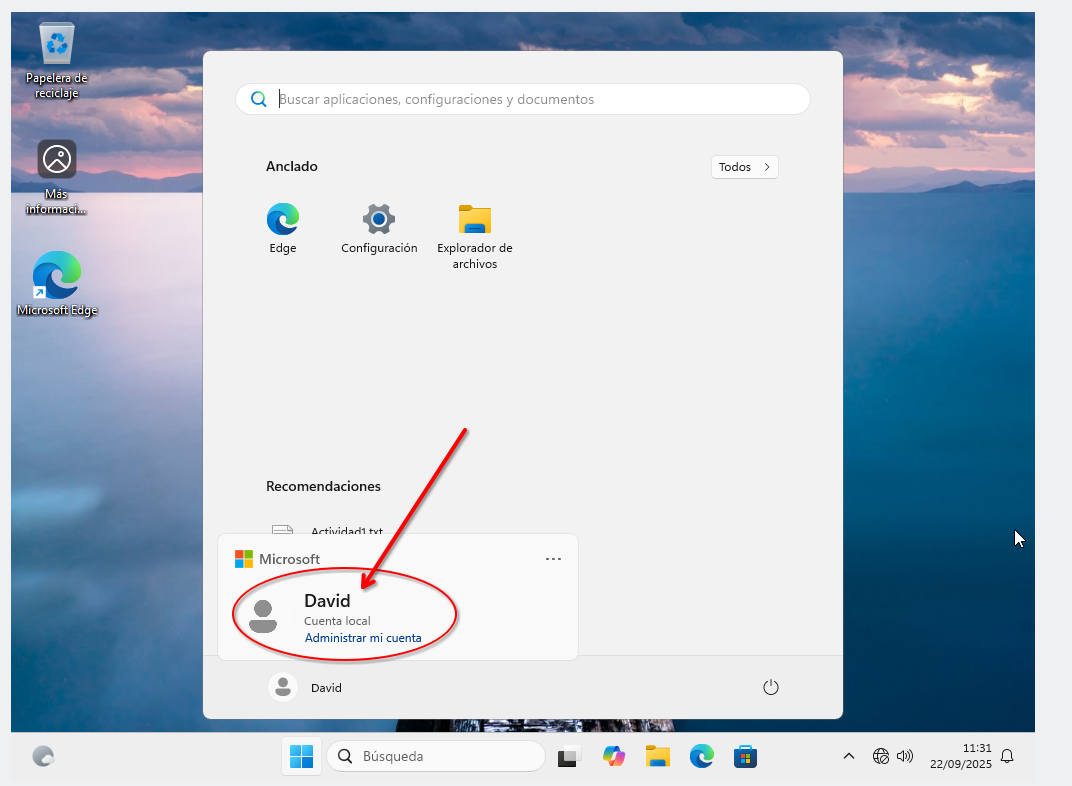 Papelera de
reciclaje
Más
informaci...
Microsoft Edge
Buscar aplicaciones, configuraciones y documentos
Anclado
Todos
Edge
Configuración
Explorador de
archivos
Recomendaciones
Actividad1.txt
Microsoft
David
Cuenta local
Administrar mi cuenta
David
Búsqueda
11:31
22/09/2025